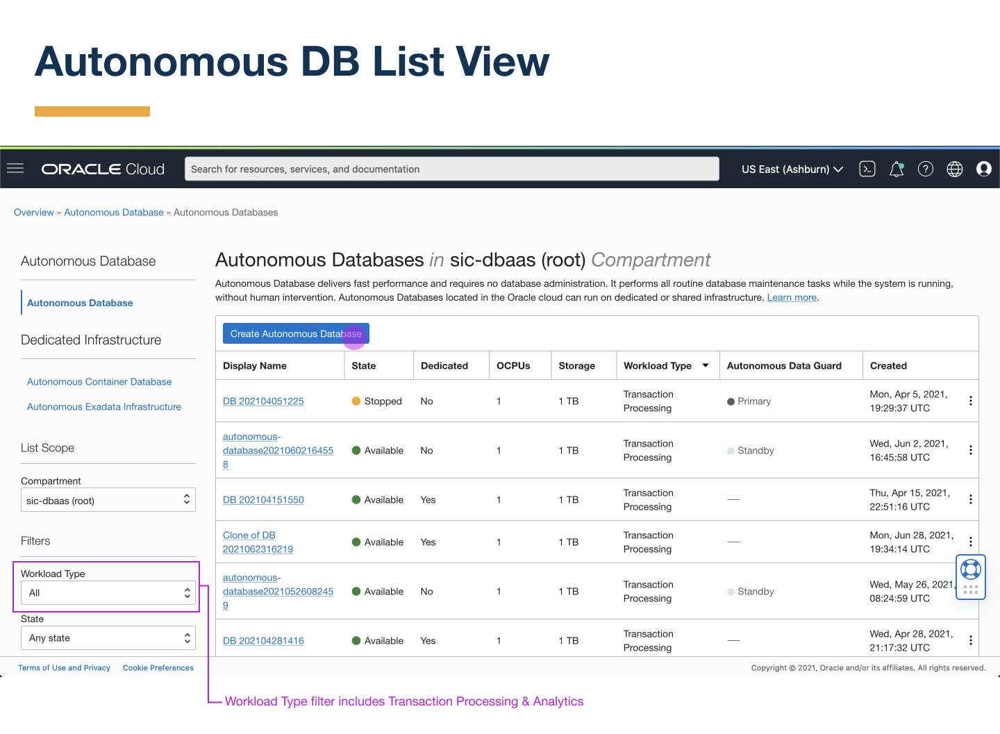 Autonomous DB List View
ORACLE Cloud
Search for resources, services, and documentation
US East (Ashburn)
Overview » Autonomous Database » Autonomous Databases
Autonomous Database
Autonomous Database
Dedicated Infrastructure
Autonomous Container Database
Autonomous Exadata Infrastructure
List Scope
Compartment
sic-dbaas (root)
Filters
Workload Type
All
State
Any state
Autonomous Databases in sic-dbaas (root) Compartment
Autonomous Database delivers fast performance and requires no database administration. It performs all routine database maintenance tasks while the system is running,
without human intervention. Autonomous Databases located in the Oracle cloud can run on dedicated or shared infrastructure. Learn more.
Create Autonomous Database
Display Name State Dedicated OCPUs Storage Workload Type Autonomous Data Guard Created
DB 202104051225 Stopped No 1 1 TB Transaction Processing Primary Mon, Apr 5, 2021, 19:29:37 UTC
autonomous-
database2021060216455
8 Available No 1 1 TB Transaction Processing Standby Wed, Jun 2, 2021, 16:45:58 UTC
DB 202104151550 Available Yes 1 1 TB Transaction Processing — Thu, Apr 15, 2021, 22:51:16 UTC
Clone of DB
2021062316219 Available Yes 1 1 TB Transaction Processing — Mon, Jun 28, 2021, 19:34:14 UTC
autonomous-
database2021052608245
9 Available No 1 1 TB Transaction Processing Standby Wed, May 26, 2021, 08:24:59 UTC
DB 202104281416 Available Yes 1 1 TB Transaction Processing — Wed, Apr 28, 2021, 21:17:32 UTC
Terms of Use and Privacy Cookie Preferences
Copyright © 2021, Oracle and/or its affiliates. All rights reserved.
Workload Type filter includes Transaction Processing & Analytics